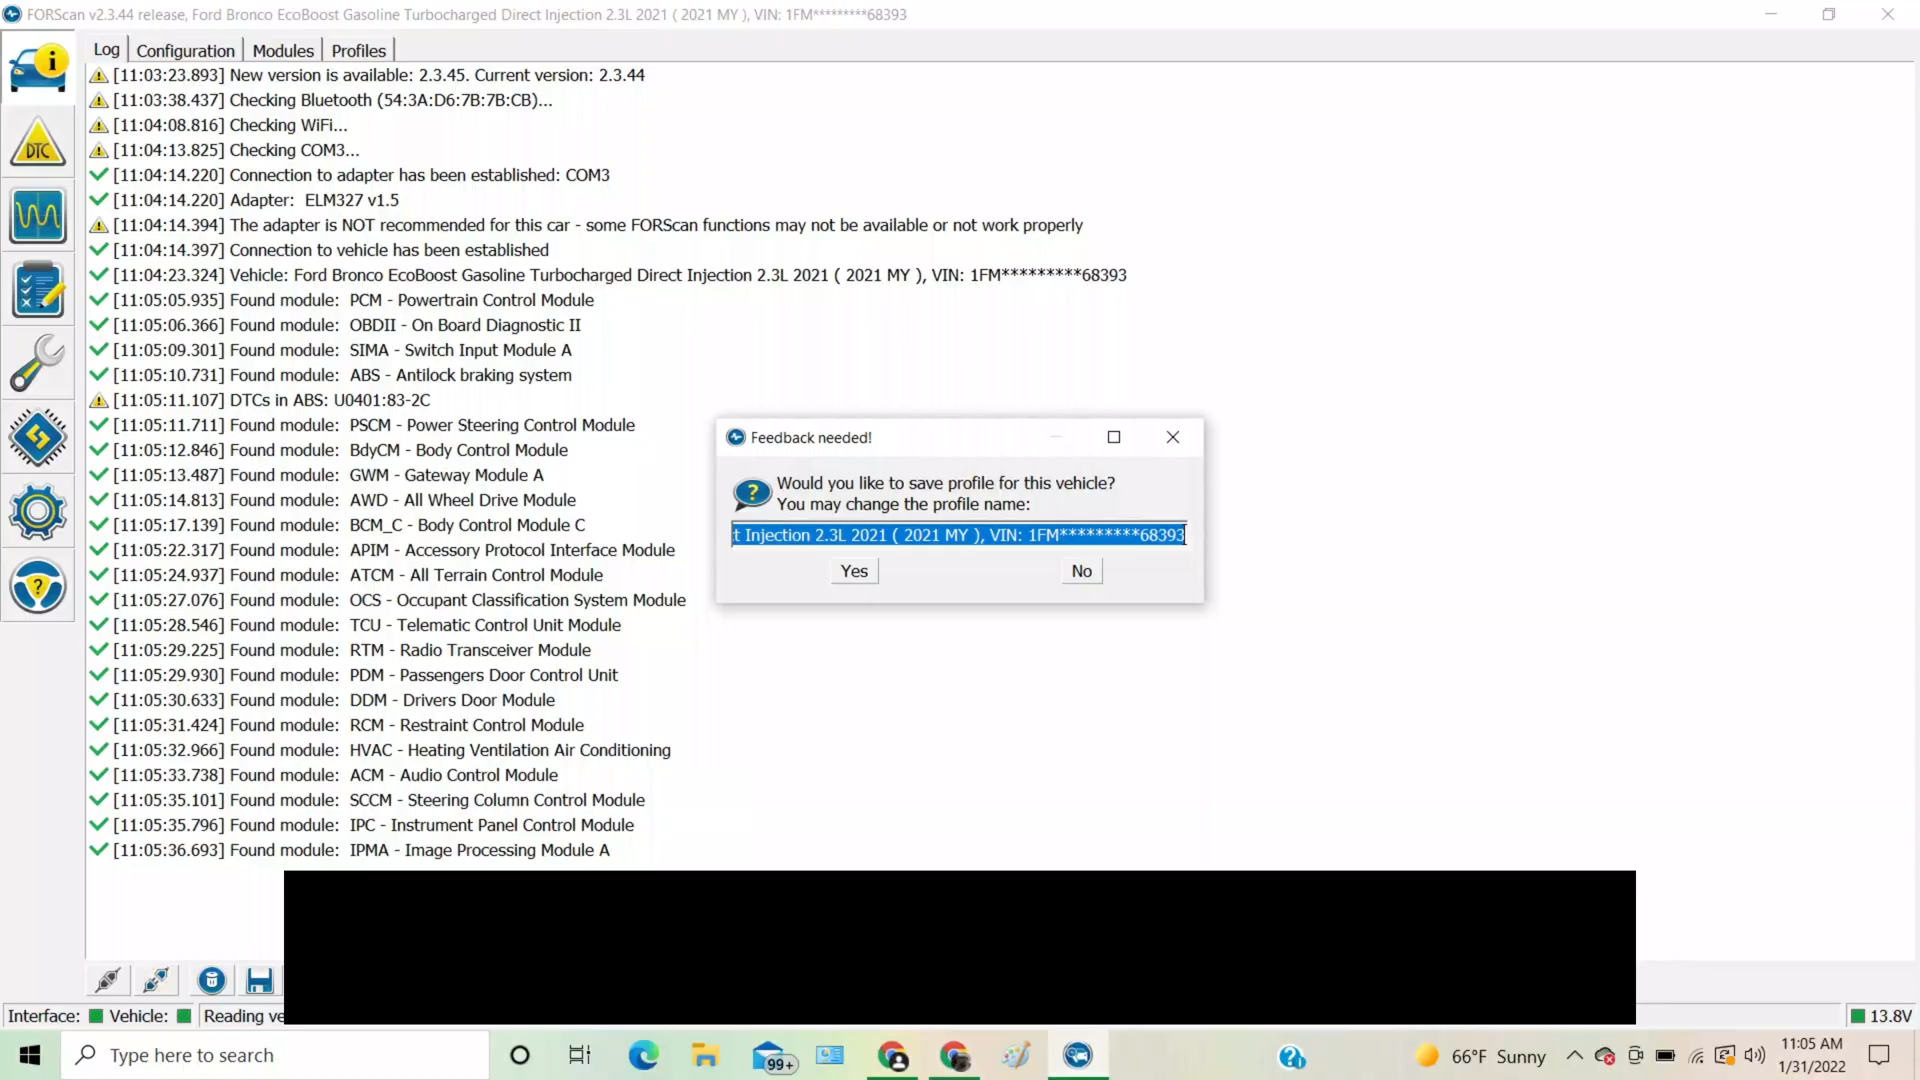 FORScan v2.3.44 release, Ford Bronco EcoBoost Gasoline Turbocharged Direct Injection 2.3L 2021 ( 2021 MY ), VIN: 1FM*********68393
Log Configuration Modules Profiles
[11:03:23.893] New version is available: 2.3.45. Current version: 2.3.44
[11:03:38.437] Checking Bluetooth (54:3A:D6:7B:7B:CB)...
[11:04:08.816] Checking WiFi...
[11:04:13.825] Checking COM3...
[11:04:14.220] Connection to adapter has been established: COM3
[11:04:14.220] Adapter: ELM327 v1.5
[11:04:14.394] The adapter is NOT recommended for this car - some FORScan functions may not be available or not work properly
[11:04:14.397] Connection to vehicle has been established
[11:04:23.324] Vehicle: Ford Bronco EcoBoost Gasoline Turbocharged Direct Injection 2.3L 2021 ( 2021 MY ), VIN: 1FM*********68393
[11:05:05.935] Found module: PCM - Powertrain Control Module
[11:05:06.366] Found module: OBDII - On Board Diagnostic II
[11:05:09.301] Found module: SIMA - Switch Input Module A
[11:05:10.731] Found module: ABS - Antilock braking system
[11:05:11.107] DTCs in ABS: U0401:83-2C
[11:05:11.711] Found module: PSCM - Power Steering Control Module
[11:05:12.846] Found module: BdyCM - Body Control Module
[11:05:13.487] Found module: GWM - Gateway Module A
[11:05:14.813] Found module: AWD - All Wheel Drive Module
[11:05:17.139] Found module: BCM_C - Body Control Module C
[11:05:22.317] Found module: APIM - Accessory Protocol Interface Module
[11:05:24.937] Found module: ATCM - All Terrain Control Module
[11:05:27.076] Found module: OCS - Occupant Classification System Module
[11:05:28.546] Found module: TCU - Telematic Control Unit Module
[11:05:29.225] Found module: RTM - Radio Transceiver Module
[11:05:29.930] Found module: PDM - Passengers Door Control Unit
[11:05:30.633] Found module: DDM - Drivers Door Module
[11:05:31.424] Found module: RCM - Restraint Control Module
[11:05:32.966] Found module: HVAC - Heating Ventilation Air Conditioning
[11:05:33.738] Found module: ACM - Audio Control Module
[11:05:35.101] Found module: SCCM - Steering Column Control Module
[11:05:35.796] Found module: IPC - Instrument Panel Control Module
[11:05:36.693] Found module: IPMA - Image Processing Module A
DTC
Feedback needed!
Would you like to save profile for this vehicle?
You may change the profile name:
t Injection 2.3L 2021 ( 2021 MY ), VIN: 1FM*********68393
Yes No
Interface: Vehicle: Reading ve
13.8V
Type here to search
99+
66°F Sunny
11:05 AM
1/31/2022